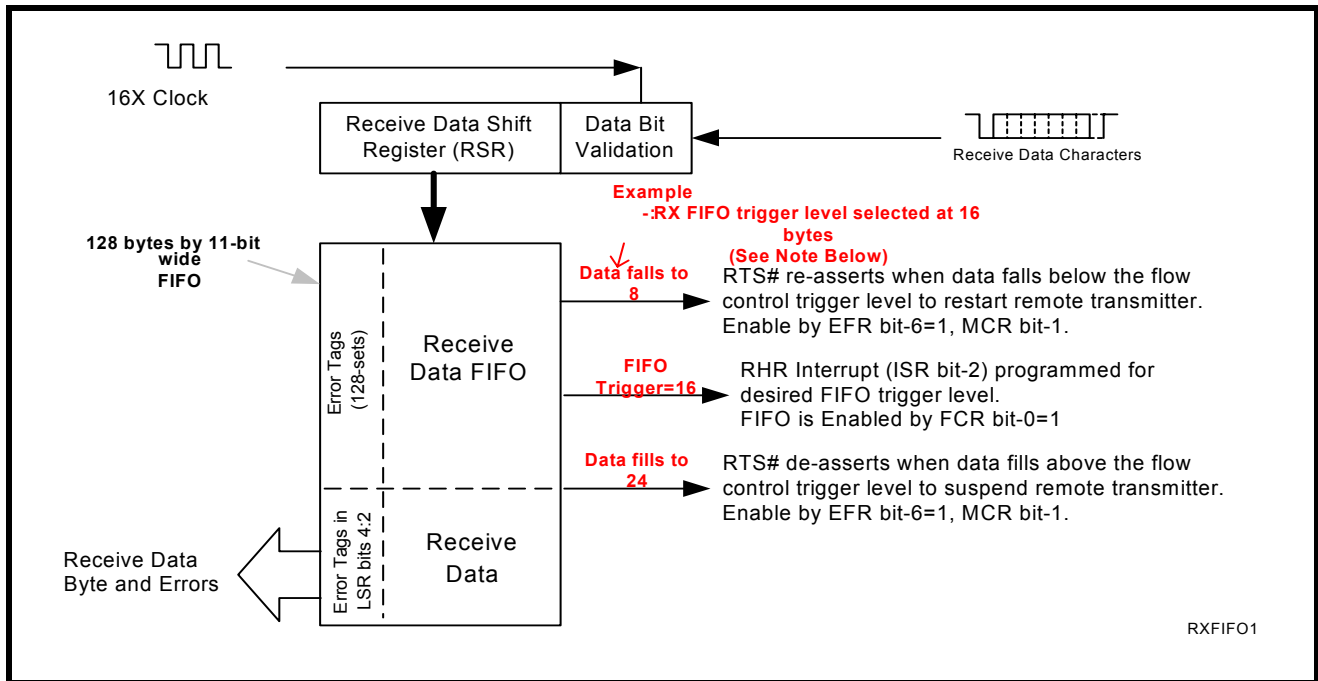 16X Clock
Receive Data Shift
Register (RSR)
Data Bit
Validation
Receive Data Characters
Example
-:RX FIFO trigger level selected at 16
bytes
(See Note Below)
128 bytes by 11-bit
wide
FIFO
Data falls to
8
RTS# re-asserts when data falls below the flow
control trigger level to restart remote transmitter.
Enable by EFR bit-6=1, MCR bit-1.
Error Tags
(128-sets)
Receive
Data FIFO
FIFO
Trigger=16
RHR Interrupt (ISR bit-2) programmed for
desired FIFO trigger level.
FIFO is Enabled by FCR bit-0=1
Data fills to
24
RTS# de-asserts when data fills above the flow
control trigger level to suspend remote transmitter.
Enable by EFR bit-6=1, MCR bit-1.
Error Tags in
LSR bits 4:2
Receive
Data
Receive Data
Byte and Errors
RXFIFO1